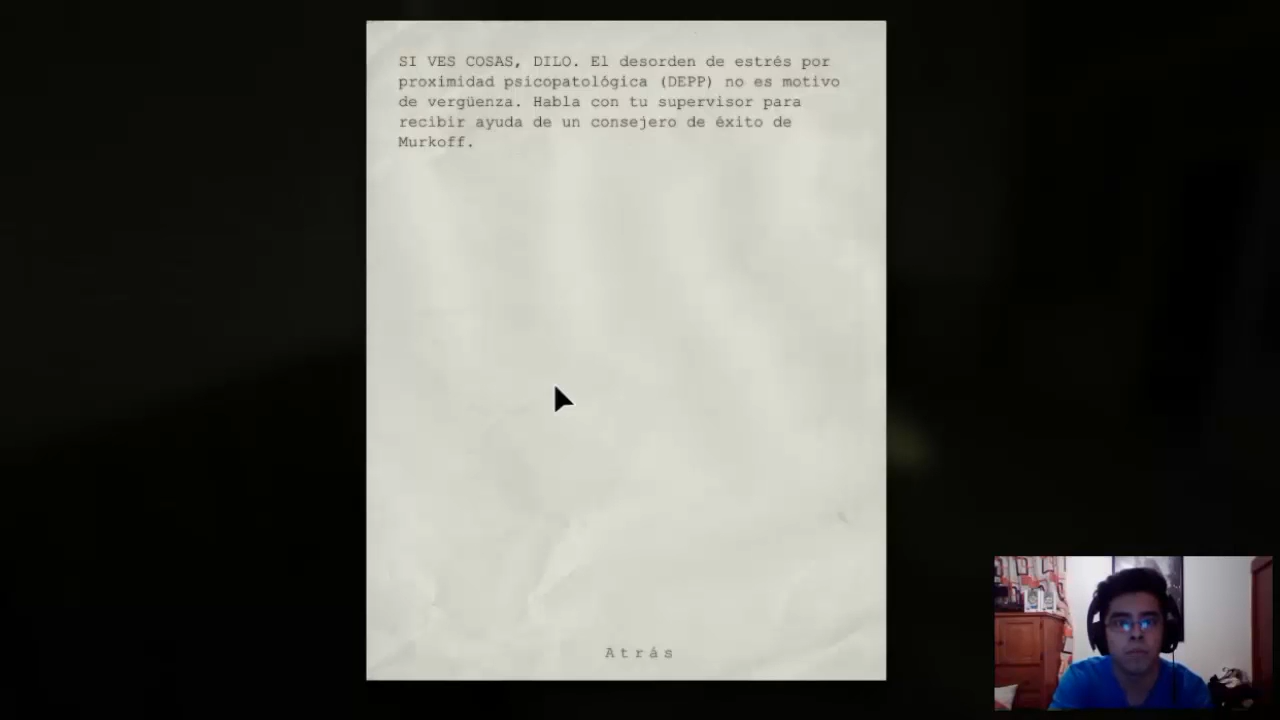 SI VES COSAS, DILO. El desorden de estrés por
proximidad psicopatológica (DEPP) no es motivo
de vergüenza. Habla con tu supervisor para
recibir ayuda de un consejero de éxito de
Murkoff.
Atrás